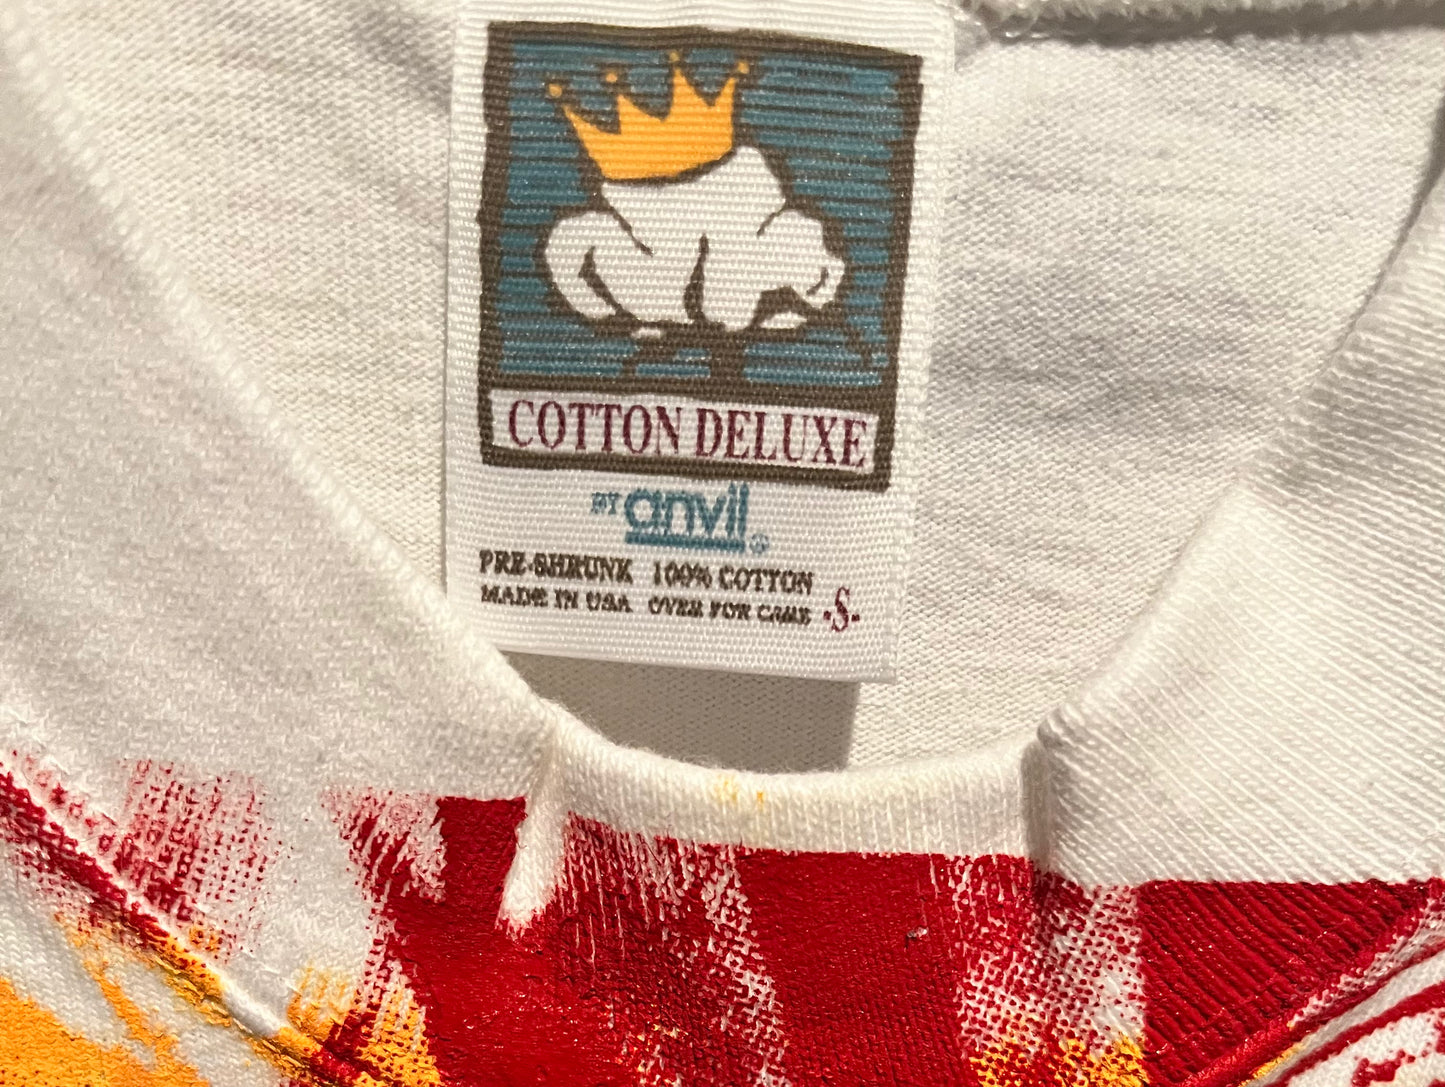 COTTON DELUXE
BY anvil®
PRE-SHRUNK 100% COTTON
MADE IN USA OVER FOR CARE -S-